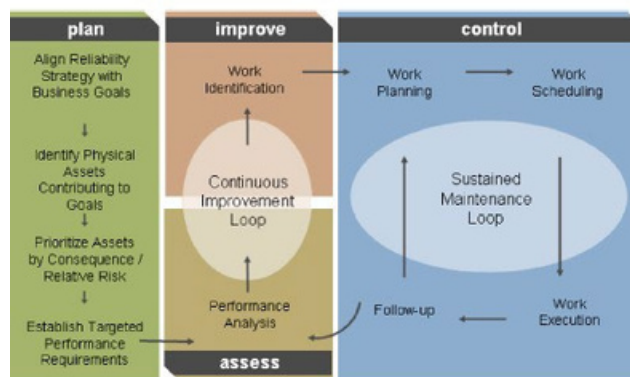 plan
Align Reliability
Strategy with
Business Goals
Identify Physical
Assets
Contributing to
Goals
Prioritize Assets
by Consequence /
Relative Risk
Establish Targeted
Performance
Requirements
improve
Work
Identification
Continuous
Improvement
Loop
Performance
Analysis
assess
control
Work
Planning
Work
Scheduling
Sustained
Maintenance
Loop
Follow-up
Work
Execution